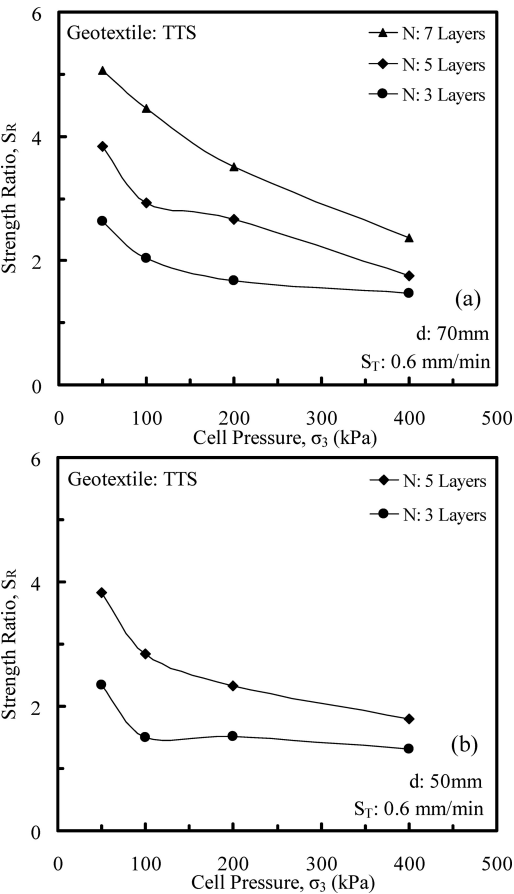 6
Geotextile: TTS
N: 7 Layers
N: 5 Layers
N: 3 Layers
4
Strength Ratio, SR
2
(a)
d: 70mm
ST: 0.6 mm/min
0
0 100 200 300 400 500
Cell Pressure, σ3 (kPa)
6
Geotextile: TTS
N: 5 Layers
N: 3 Layers
4
Strength Ratio, SR
2
(b)
d: 50mm
ST: 0.6 mm/min
0
0 100 200 300 400 500
Cell Pressure, σ3 (kPa)